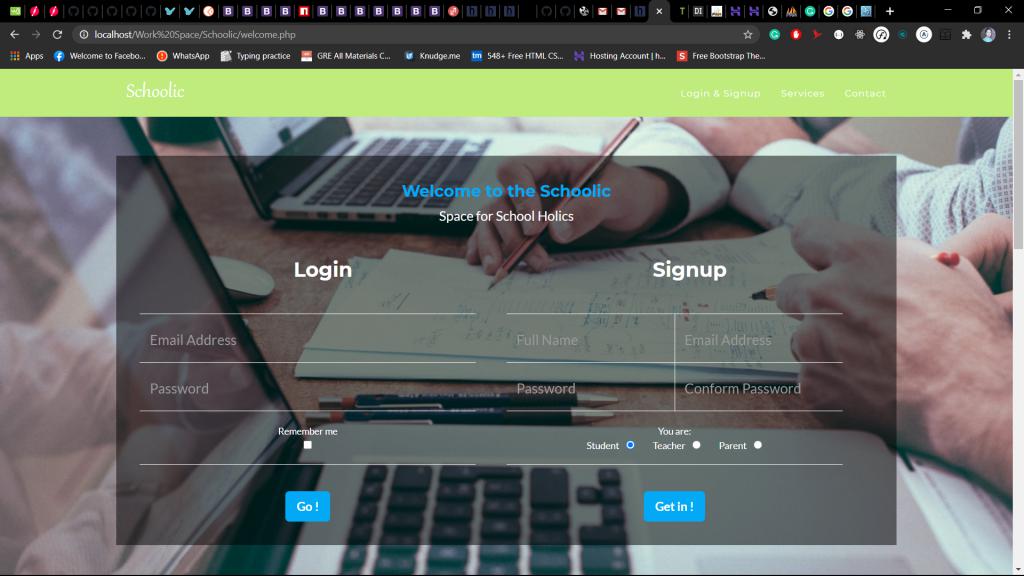 localhost/Work%20Space/Schoolic/welcome.php
Apps
Welcome to Facebo...
WhatsApp
Typing practice
GRE All Materials C...
Knudge.me
548+ Free HTML CS...
Hosting Account | h...
Free Bootstrap The...
Schoolic
Login & Signup
Services
Contact
Welcome to the Schoolic
Space for School Holics
Login
Signup
Email Address
Full Name
Email Address
Password
Password
Conform Password
Remember me
You are:
Student
Teacher
Parent
Go !
Get in !